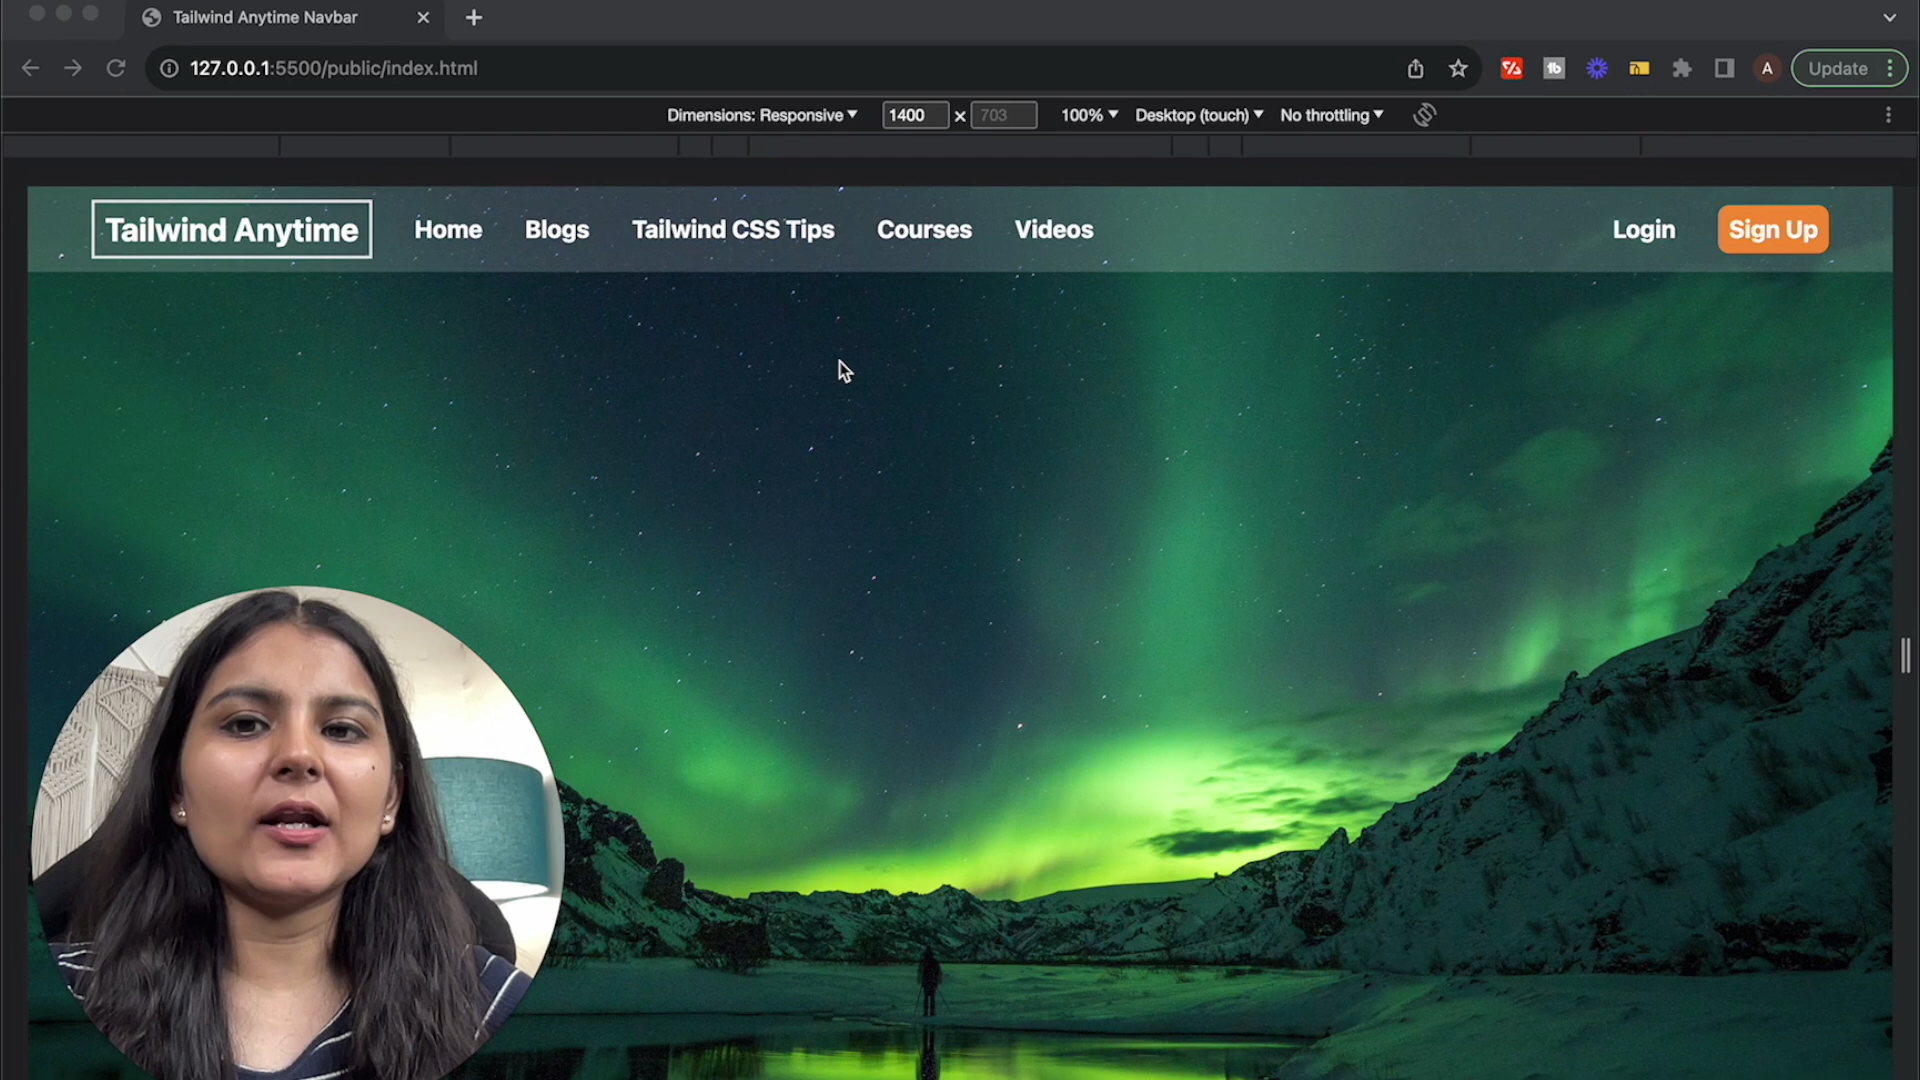 Tailwind Anytime Navbar
127.0.0.1:5500/public/index.html
A
Update
Dimensions: Responsive
1400 × 703
100%
Desktop (touch)
No throttling
Tailwind Anytime
Home
Blogs
Tailwind CSS Tips
Courses
Videos
Login
Sign Up